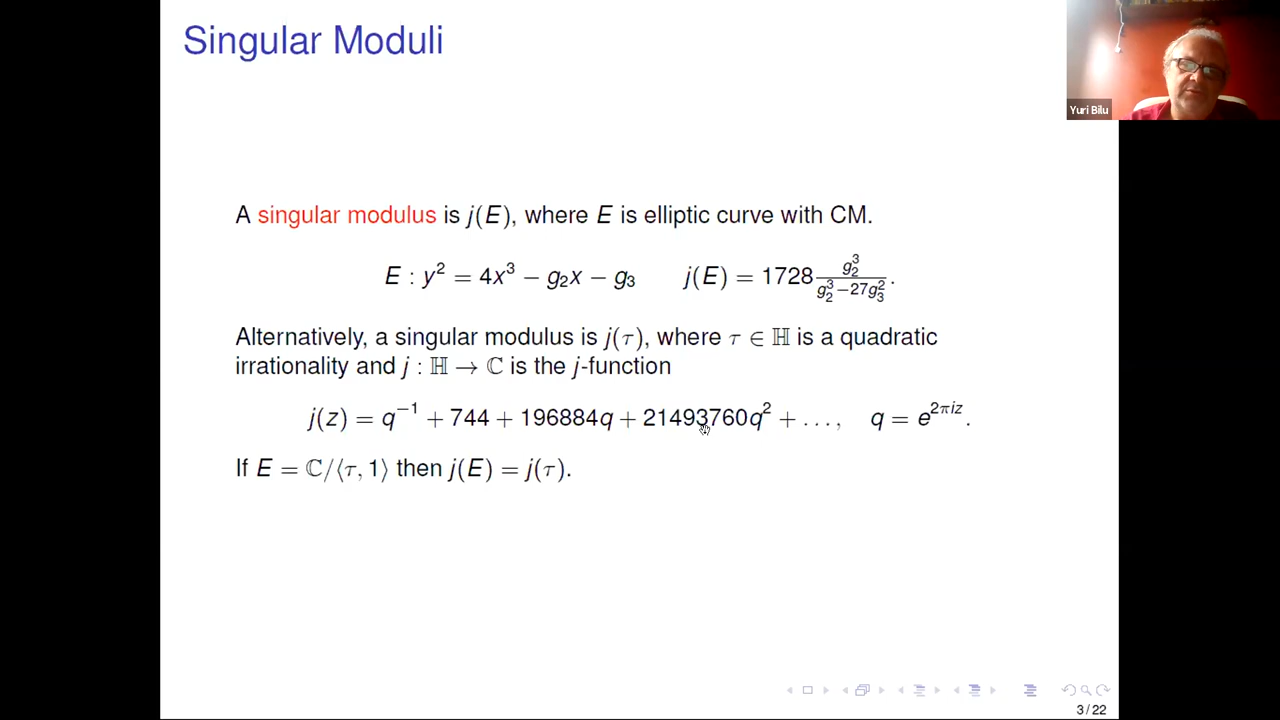 Singular Moduli
Yuri Bilu
A singular modulus is j(E), where E is elliptic curve with CM.
E : y² = 4x³ − g₂x − g₃ j(E) = 1728 g₂³/(g₂³−27g₃²).
Alternatively, a singular modulus is j(τ), where τ ∈ ℍ is a quadratic
irrationality and j : ℍ → ℂ is the j-function
j(z) = q⁻¹ + 744 + 196884q + 21493760q² + . . . , q = e^{2πiz}.
If E = ℂ/⟨τ, 1⟩ then j(E) = j(τ).
3 / 22